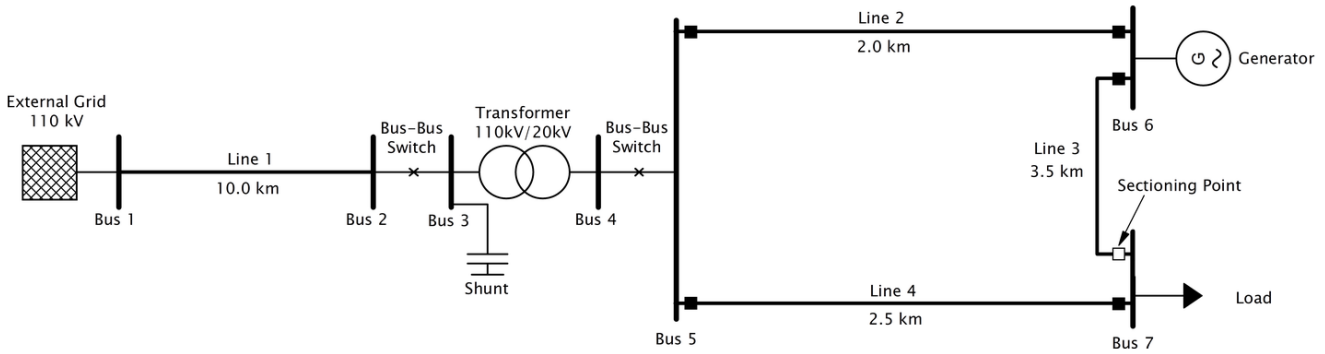 External Grid
110 kV
Bus 1
Line 1
10.0 km
Bus 2
Bus-Bus
Switch
Bus 3
Shunt
Transformer
110kV/20kV
Bus 4
Bus-Bus
Switch
Bus 5
Line 2
2.0 km
G
Generator
Bus 6
Line 3
3.5 km
Sectioning Point
Line 4
2.5 km
Load
Bus 7